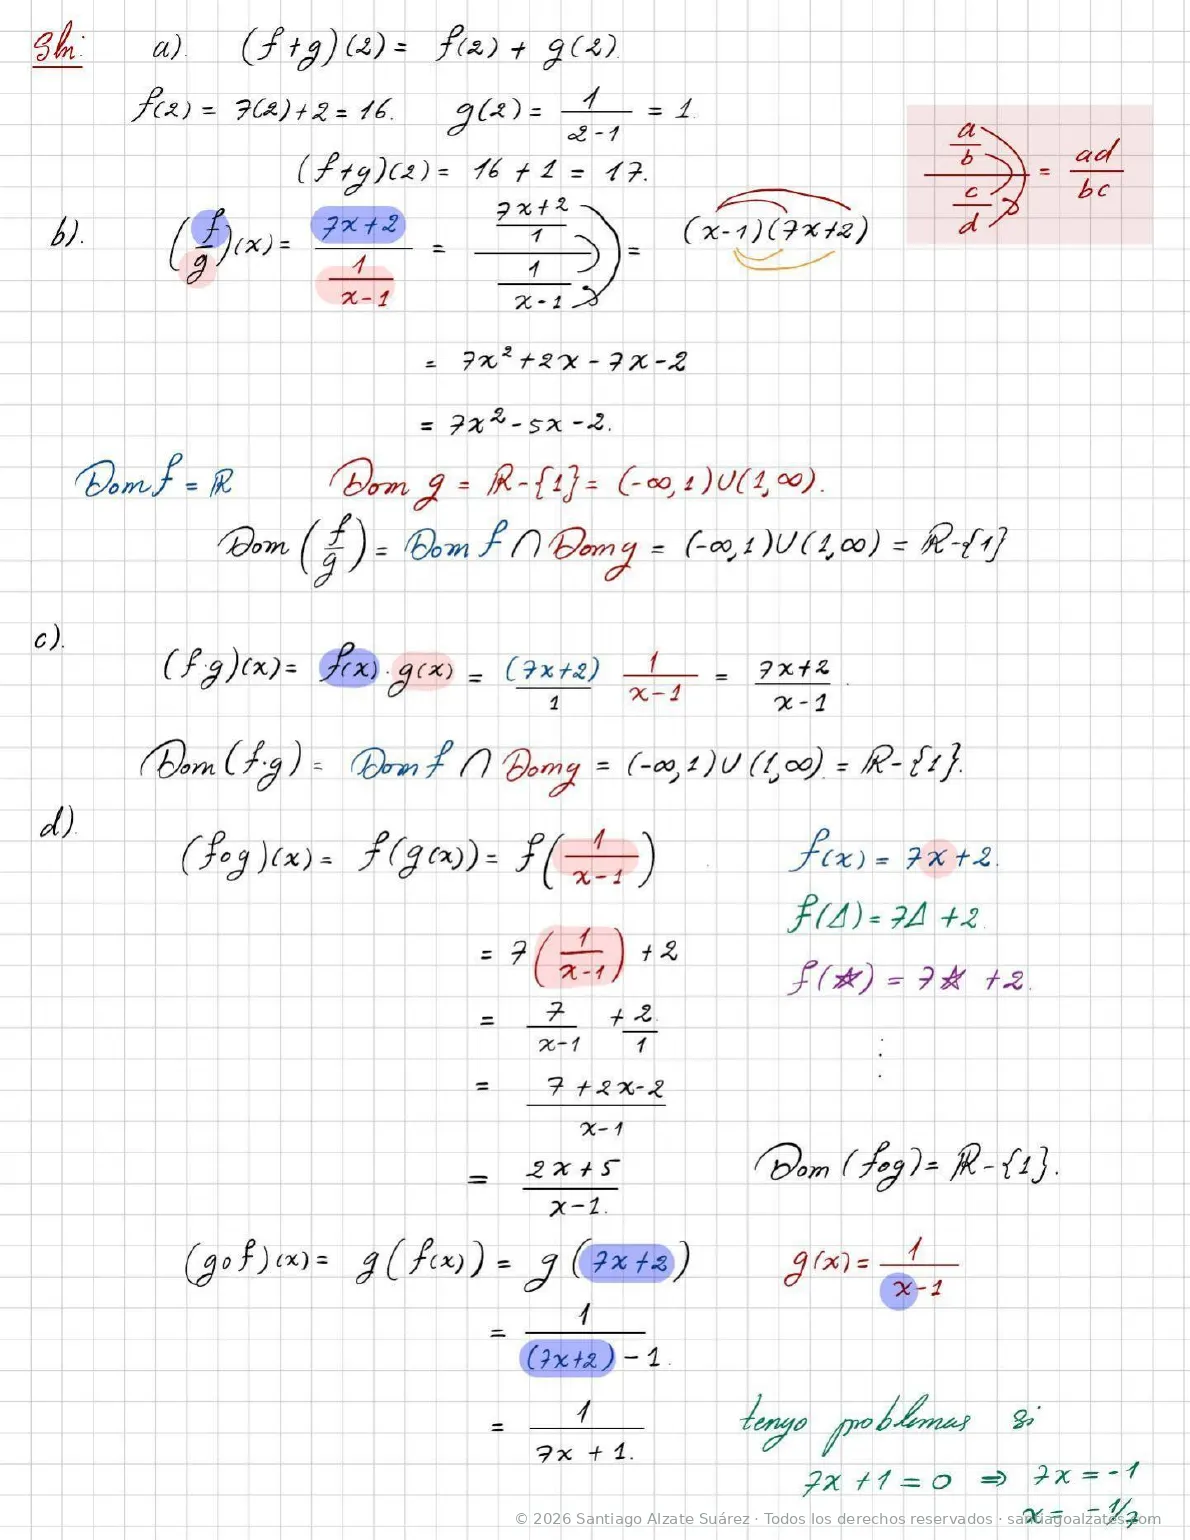 Sln: a). (f+g)(2) = f(2) + g(2).
f(2) = 7(2)+2 = 16. g(2) = 1/(2-1) = 1.
(f+g)(2) = 16 + 1 = 17.
(a/b)/(c/d) = ad/bc
b). (f/g)(x) = (7x+2)/(1/(x-1)) = ((7x+2)/1)/(1/(x-1)) = (x-1)(7x+2)
= 7x² + 2x - 7x - 2
= 7x² - 5x - 2.
Dom f = ℝ Dom g = ℝ-{1} = (-∞,1)∪(1,∞).
Dom (f/g) = Dom f ∩ Dom g = (-∞,1)∪(1,∞) = ℝ-{1}
c).
(f·g)(x) = f(x)·g(x) = (7x+2)/1 1/(x-1) = (7x+2)/(x-1).
Dom(f·g) = Dom f ∩ Dom g = (-∞,1)∪(1,∞) = ℝ-{1}.
d).
(f∘g)(x) = f(g(x)) = f(1/(x-1))
f(x) = 7x+2.
f(Δ) = 7Δ +2.
= 7(1/(x-1)) + 2
f(☆) = 7☆ +2.
= 7/(x-1) + 2/1
⋮
= (7+2x-2)/(x-1)
Dom (f∘g) = ℝ-{1}.
= (2x+5)/(x-1).
(g∘f)(x) = g(f(x)) = g(7x+2) g(x) = 1/(x-1)
= 1/((7x+2)-1).
= 1/(7x+1).
tengo problemas si
7x+1 = 0 ⇒ 7x = -1
x = -1/7
© 2026 Santiago Alzate Suárez · Todos los derechos reservados · santiagoalzates.com